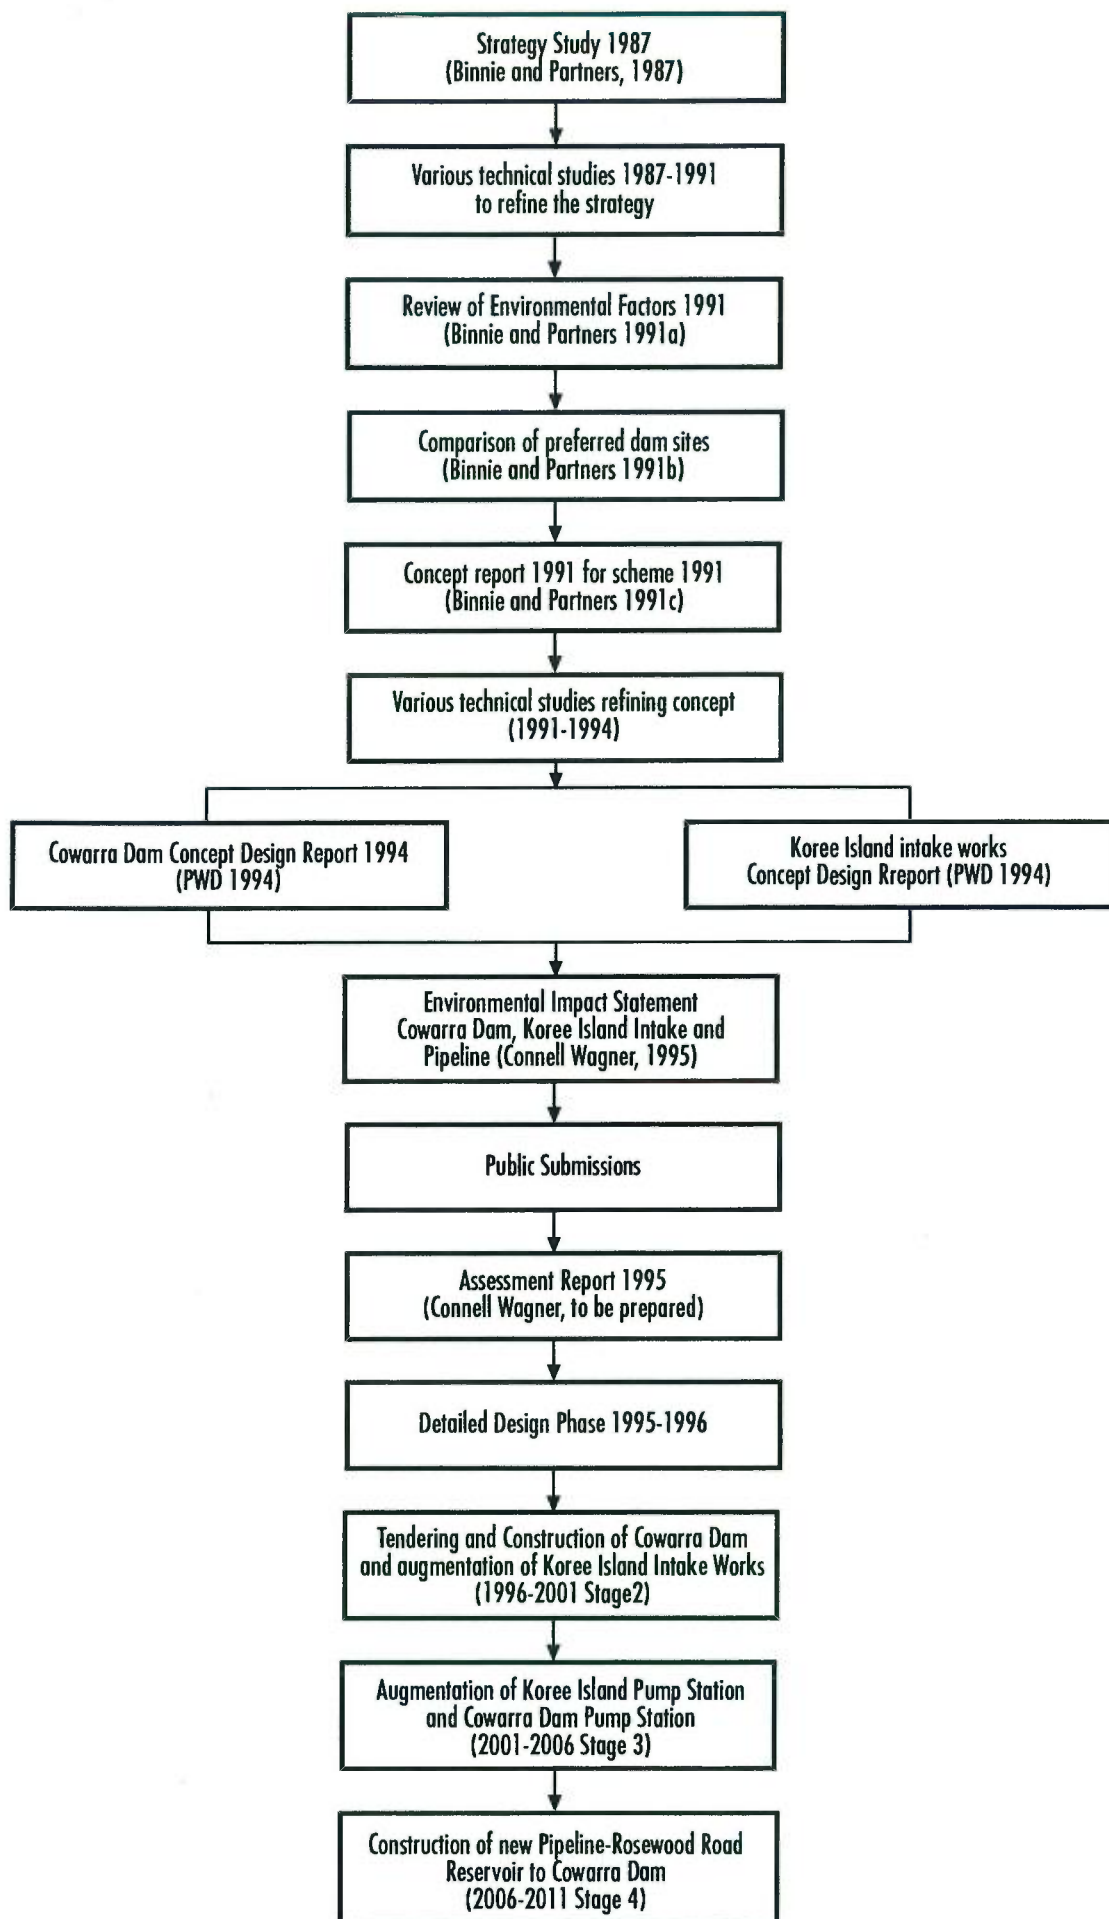 Strategy Study 1987
(Binnie and Partners, 1987)
Various technical studies 1987-1991
to refine the strategy
Review of Environmental Factors 1991
(Binnie and Partners 1991a)
Comparison of preferred dam sites
(Binnie and Partners 1991b)
Concept report 1991 for scheme 1991
(Binnie and Partners 1991c)
Various technical studies refining concept
(1991-1994)
Cowarra Dam Concept Design Report 1994
(PWD 1994)
Koree Island intake works
Concept Design Rreport (PWD 1994)
Environmental Impact Statement
Cowarra Dam, Koree Island Intake and
Pipeline (Connell Wagner, 1995)
Public Submissions
Assessment Report 1995
(Connell Wagner, to be prepared)
Detailed Design Phase 1995-1996
Tendering and Construction of Cowarra Dam
and augmentation of Koree Island Intake Works
(1996-2001 Stage2)
Augmentation of Koree Island Pump Station
and Cowarra Dam Pump Station
(2001-2006 Stage 3)
Construction of new Pipeline-Rosewood Road
Reservoir to Cowarra Dam
(2006-2011 Stage 4)